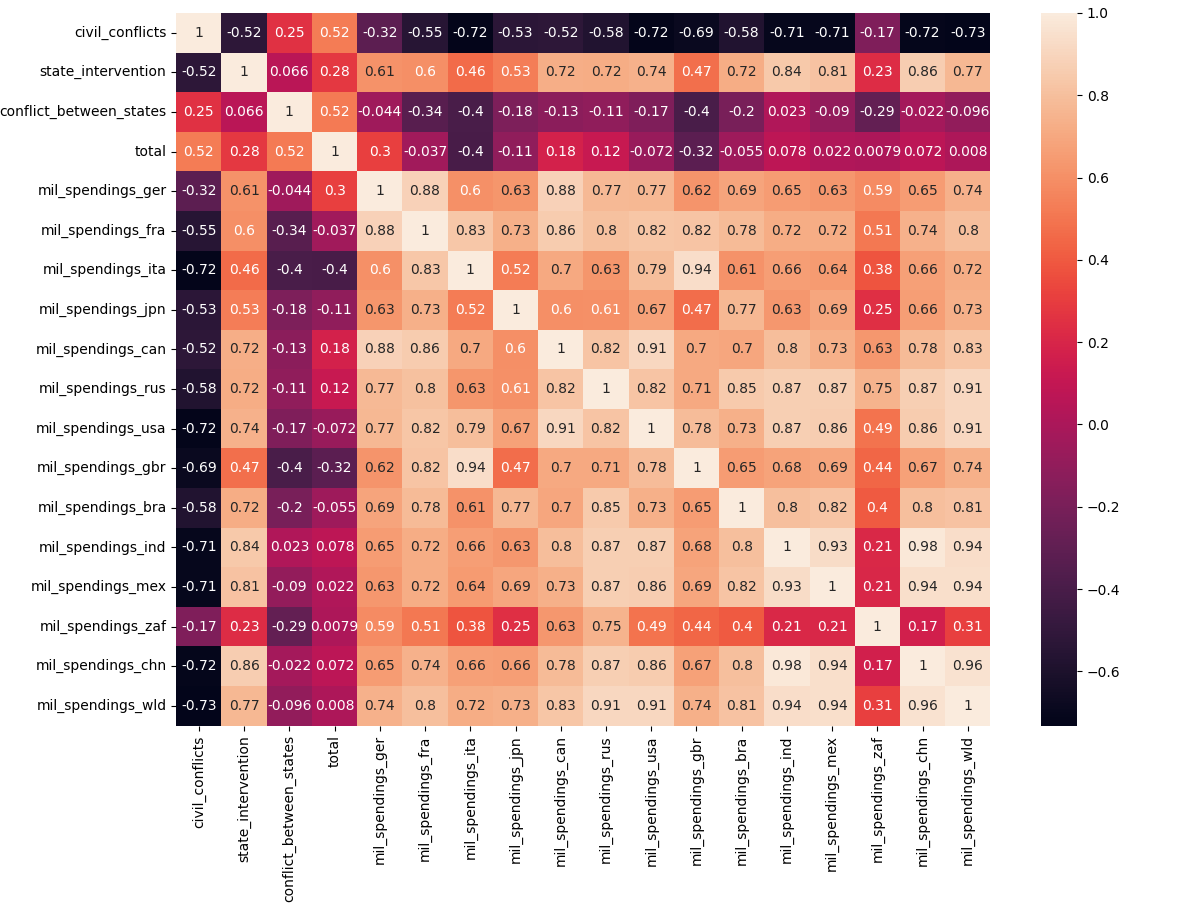 civil_conflicts 1 -0.52 0.25 0.52 -0.32 -0.55 -0.72 -0.53 -0.52 -0.58 -0.72 -0.69 -0.58 -0.71 -0.71 -0.17 -0.72 -0.73
state_intervention -0.52 1 0.066 0.28 0.61 0.6 0.46 0.53 0.72 0.72 0.74 0.47 0.72 0.84 0.81 0.23 0.86 0.77
conflict_between_states 0.25 0.066 1 0.52 -0.044 -0.34 -0.4 -0.18 -0.13 -0.11 -0.17 -0.4 -0.2 0.023 -0.09 -0.29 -0.022 -0.096
total 0.52 0.28 0.52 1 0.3 -0.037 -0.4 -0.11 0.18 0.12 -0.072 -0.32 -0.055 0.078 0.022 0.0079 0.072 0.008
mil_spendings_ger -0.32 0.61 -0.044 0.3 1 0.88 0.6 0.63 0.88 0.77 0.77 0.62 0.69 0.65 0.63 0.59 0.65 0.74
mil_spendings_fra -0.55 0.6 -0.34 -0.037 0.88 1 0.83 0.73 0.86 0.8 0.82 0.82 0.78 0.72 0.72 0.51 0.74 0.8
mil_spendings_ita -0.72 0.46 -0.4 -0.4 0.6 0.83 1 0.52 0.7 0.63 0.79 0.94 0.61 0.66 0.64 0.38 0.66 0.72
mil_spendings_jpn -0.53 0.53 -0.18 -0.11 0.63 0.73 0.52 1 0.6 0.61 0.67 0.47 0.77 0.63 0.69 0.25 0.66 0.73
mil_spendings_can -0.52 0.72 -0.13 0.18 0.88 0.86 0.7 0.6 1 0.82 0.91 0.7 0.7 0.8 0.73 0.63 0.78 0.83
mil_spendings_rus -0.58 0.72 -0.11 0.12 0.77 0.8 0.63 0.61 0.82 1 0.82 0.71 0.85 0.87 0.87 0.75 0.87 0.91
mil_spendings_usa -0.72 0.74 -0.17 -0.072 0.77 0.82 0.79 0.67 0.91 0.82 1 0.78 0.73 0.87 0.86 0.49 0.86 0.91
mil_spendings_gbr -0.69 0.47 -0.4 -0.32 0.62 0.82 0.94 0.47 0.7 0.71 0.78 1 0.65 0.68 0.69 0.44 0.67 0.74
mil_spendings_bra -0.58 0.72 -0.2 -0.055 0.69 0.78 0.61 0.77 0.7 0.85 0.73 0.65 1 0.8 0.82 0.4 0.8 0.81
mil_spendings_ind -0.71 0.84 0.023 0.078 0.65 0.72 0.66 0.63 0.8 0.87 0.87 0.68 0.8 1 0.93 0.21 0.98 0.94
mil_spendings_mex -0.71 0.81 -0.09 0.022 0.63 0.72 0.64 0.69 0.73 0.87 0.86 0.69 0.82 0.93 1 0.21 0.94 0.94
mil_spendings_zaf -0.17 0.23 -0.29 0.0079 0.59 0.51 0.38 0.25 0.63 0.75 0.49 0.44 0.4 0.21 0.21 1 0.17 0.31
mil_spendings_chn -0.72 0.86 -0.022 0.072 0.65 0.74 0.66 0.66 0.78 0.87 0.86 0.67 0.8 0.98 0.94 0.17 1 0.96
mil_spendings_wld -0.73 0.77 -0.096 0.008 0.74 0.8 0.72 0.73 0.83 0.91 0.91 0.74 0.81 0.94 0.94 0.31 0.96 1
civil_conflicts
state_intervention
conflict_between_states
total
mil_spendings_ger
mil_spendings_fra
mil_spendings_ita
mil_spendings_jpn
mil_spendings_can
mil_spendings_rus
mil_spendings_usa
mil_spendings_gbr
mil_spendings_bra
mil_spendings_ind
mil_spendings_mex
mil_spendings_zaf
mil_spendings_chn
mil_spendings_wld
1.0
0.8
0.6
0.4
0.2
0.0
−0.2
−0.4
−0.6